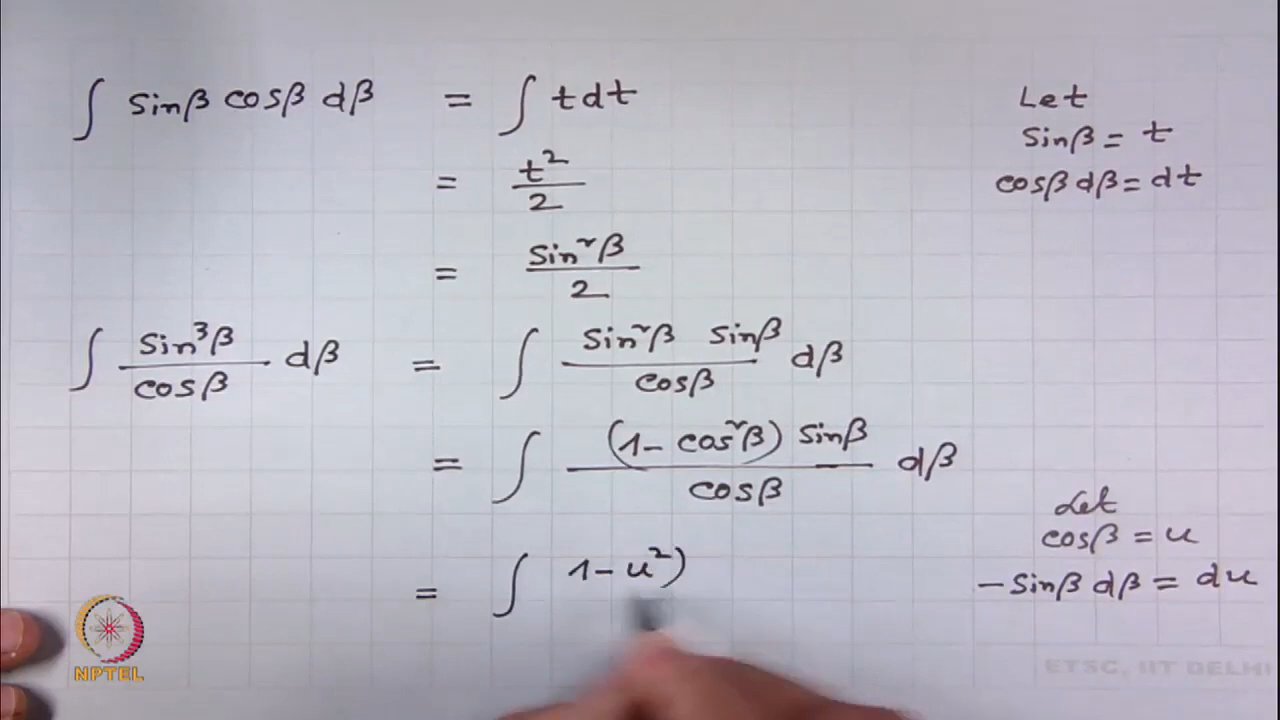 ∫ sinβ cosβ dβ = ∫ t dt
Let
sinβ = t
cosβ dβ = dt
= t²/2
= sin²β/2
∫ sin³β/cosβ dβ = ∫ sin²β sinβ/cosβ dβ
= ∫ (1 - cos²β) sinβ/cosβ dβ
Let
cosβ = u
- sinβ dβ = du
= ∫ 1 - u²)
NPTEL
ETSC, IIT DELHI